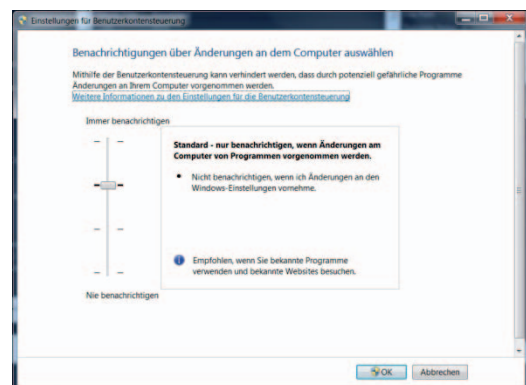 Einstellungen für Benutzerkontensteuerung
Benachrichtigungen über Änderungen an dem Computer auswählen
Mithilfe der Benutzerkontensteuerung kann verhindert werden, dass durch potenziell gefährliche Programme
Änderungen an Ihrem Computer vorgenommen werden.
Weitere Informationen zu den Einstellungen für die Benutzerkontensteuerung
Immer benachrichtigen
Standard - nur benachrichtigen, wenn Änderungen am
Computer von Programmen vorgenommen werden.
• Nicht benachrichtigen, wenn ich Änderungen an den
Windows-Einstellungen vornehme.
Empfohlen, wenn Sie bekannte Programme
verwenden und bekannte Websites besuchen.
Nie benachrichtigen
OK
Abbrechen